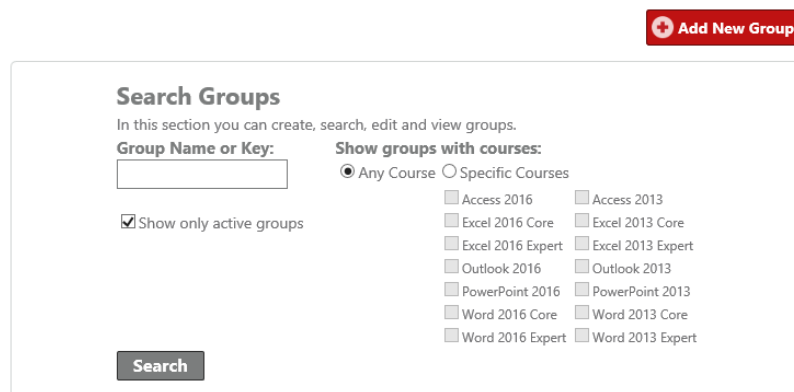 Add New Group
Search Groups
In this section you can create, search, edit and view groups.
Group Name or Key:
Show groups with courses:
Any Course Specific Courses
Show only active groups
Access 2016 Access 2013
Excel 2016 Core Excel 2013 Core
Excel 2016 Expert Excel 2013 Expert
Outlook 2016 Outlook 2013
PowerPoint 2016 PowerPoint 2013
Word 2016 Core Word 2013 Core
Word 2016 Expert Word 2013 Expert
Search